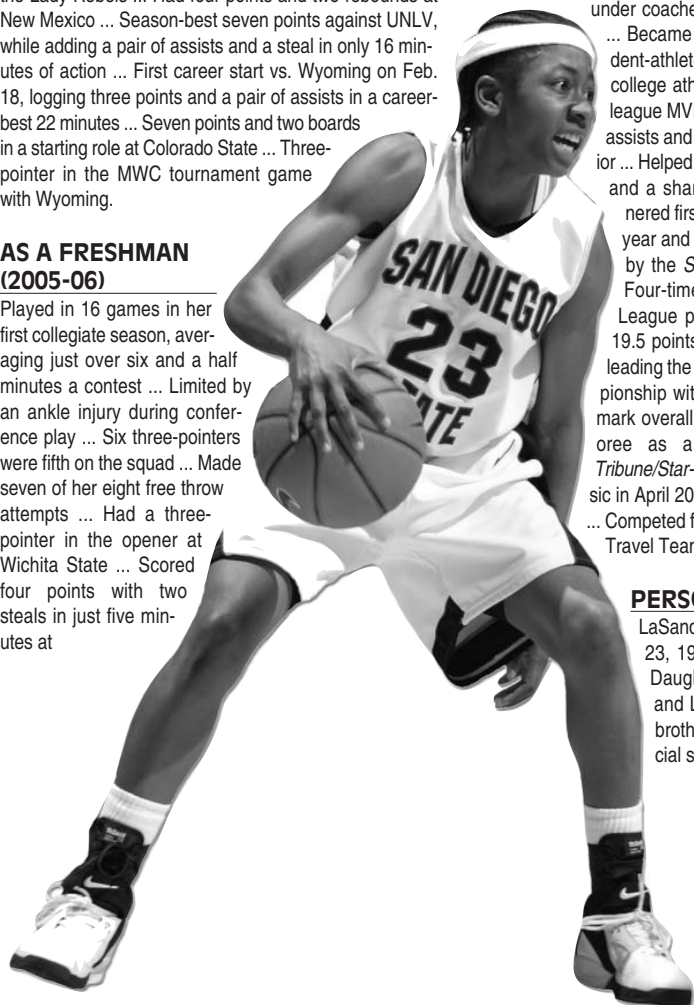 the Lady Rebels ... Had four points and two rebounds at
New Mexico ... Season-best seven points against UNLV,
while adding a pair of assists and a steal in only 16 min-
utes of action ... First career start vs. Wyoming on Feb.
18, logging three points and a pair of assists in a career-
best 22 minutes ... Seven points and two boards
in a starting role at Colorado State ... Three-
pointer in the MWC tournament game
with Wyoming.
AS A FRESHMAN
(2005-06)
Played in 16 games in her
first collegiate season, aver-
aging just over six and a half
minutes a contest ... Limited by
an ankle injury during confer-
ence play ... Six three-pointers
were fifth on the squad ... Made
seven of her eight free throw
attempts ... Had a three-
pointer in the opener at
Wichita State ... Scored
four points with two
steals in just five min-
utes at
SAN DIEGO
23
under coache
... Became
dent-athlet
college ath
league MV
assists and
ior ... Helped
and a shar
nered firs
year and
by the S
Four-time
League p
19.5 points
leading the
pionship wit
mark overall
oree as a
Tribune/Star-
sic in April 20
... Competed f
Travel Tear
PERSO
LaSanc
23, 19
Daugh
and L
broth
cial s